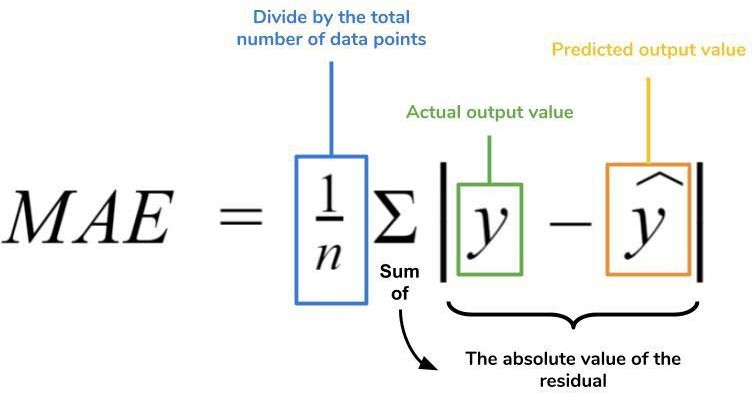 Divide by the total
number of data points
Predicted output value
Actual output value
MAE = 1/n Σ |y − ŷ|
Sum
of
The absolute value of the
residual